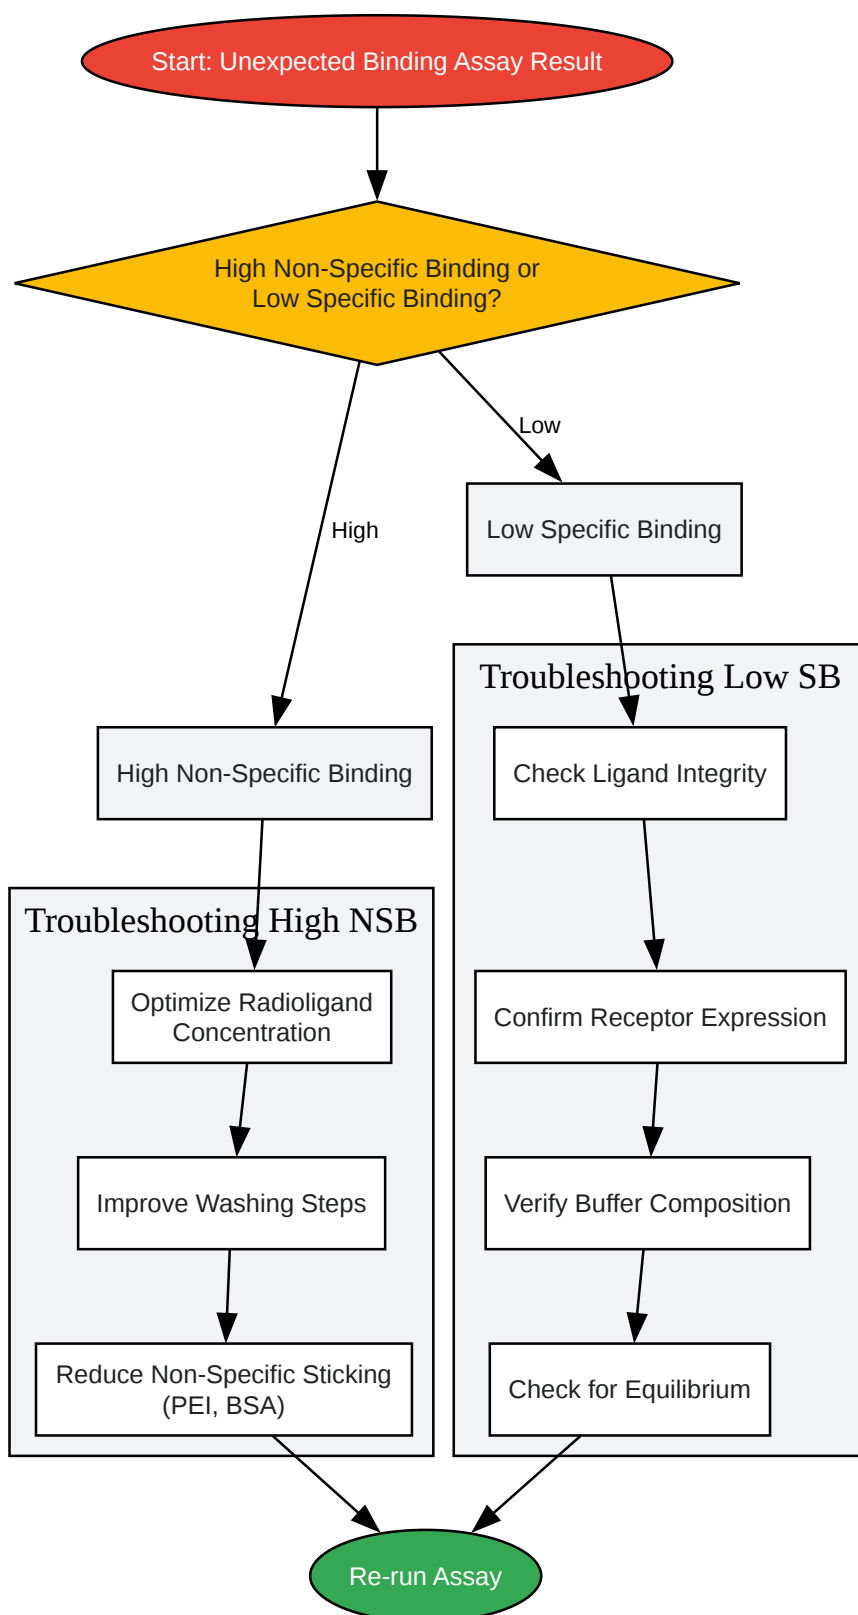 Start: Unexpected Binding Assay Result
High Non-Specific Binding or
Low Specific Binding?
Low
High
Low Specific Binding
Troubleshooting Low SB
High Non-Specific Binding
Check Ligand Integrity
Troubleshooting High NSB
Optimize Radioligand
Concentration
Confirm Receptor Expression
Improve Washing Steps
Verify Buffer Composition
Reduce Non-Specific Sticking
(PEI, BSA)
Check for Equilibrium
Re-run Assay